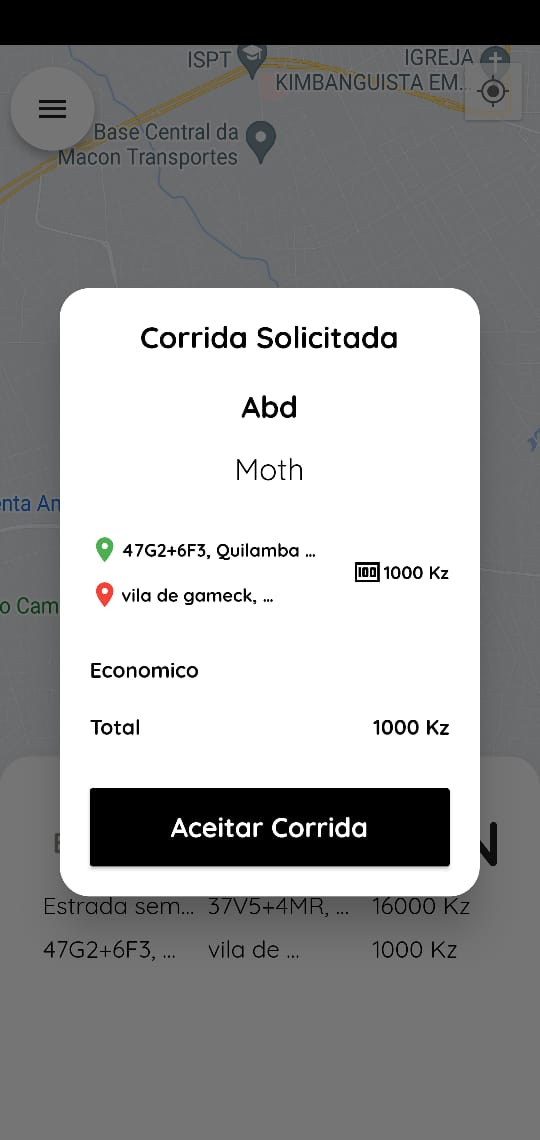 ISPT
IGREJA
KIMBANGUISTA EM...
Base Central da
Macon Transportes
Corrida Solicitada
Abd
Moth
enta An
47G2+6F3, Quilamba ...
1000 Kz
vila de gameck, ...
o Cam
Economico
Total 1000 Kz
Aceitar Corrida
N
Estrada sem... 37V5+4MR, ... 16000 Kz
47G2+6F3, ... vila de ... 1000 Kz